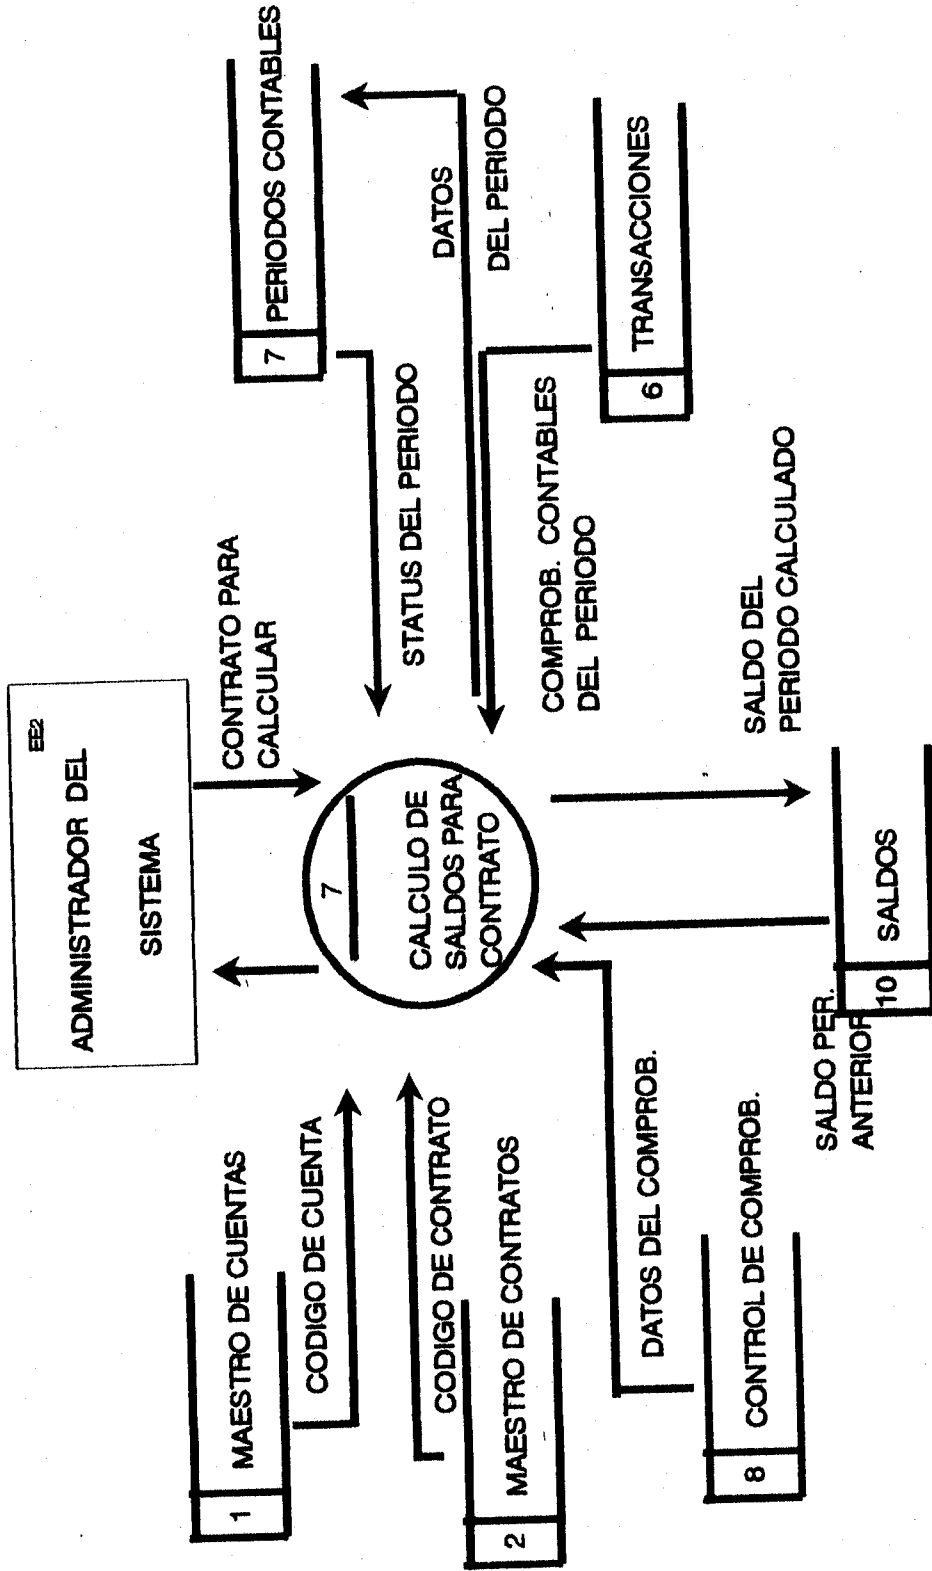 EE2
ADMINISTRADOR DEL
SISTEMA
CONTRATO PARA
CALCULAR
1
MAESTRO DE CUENTAS
CODIGO DE CUENTA
7
PERIODOS CONTABLES
STATUS DEL PERIODO
7
CALCULO DE
SALDOS PARA
CONTRATO
CODIGO DE CONTRATO
2
MAESTRO DE CONTRATOS
DATOS
DEL PERIODO
COMPROB. CONTABLES
DEL PERIODO
6
TRANSACCIONES
DATOS DEL COMPROB.
8
CONTROL DE COMPROB.
SALDO PER.
ANTERIOR
SALDO DEL
PERIODO CALCULADO
10
SALDOS